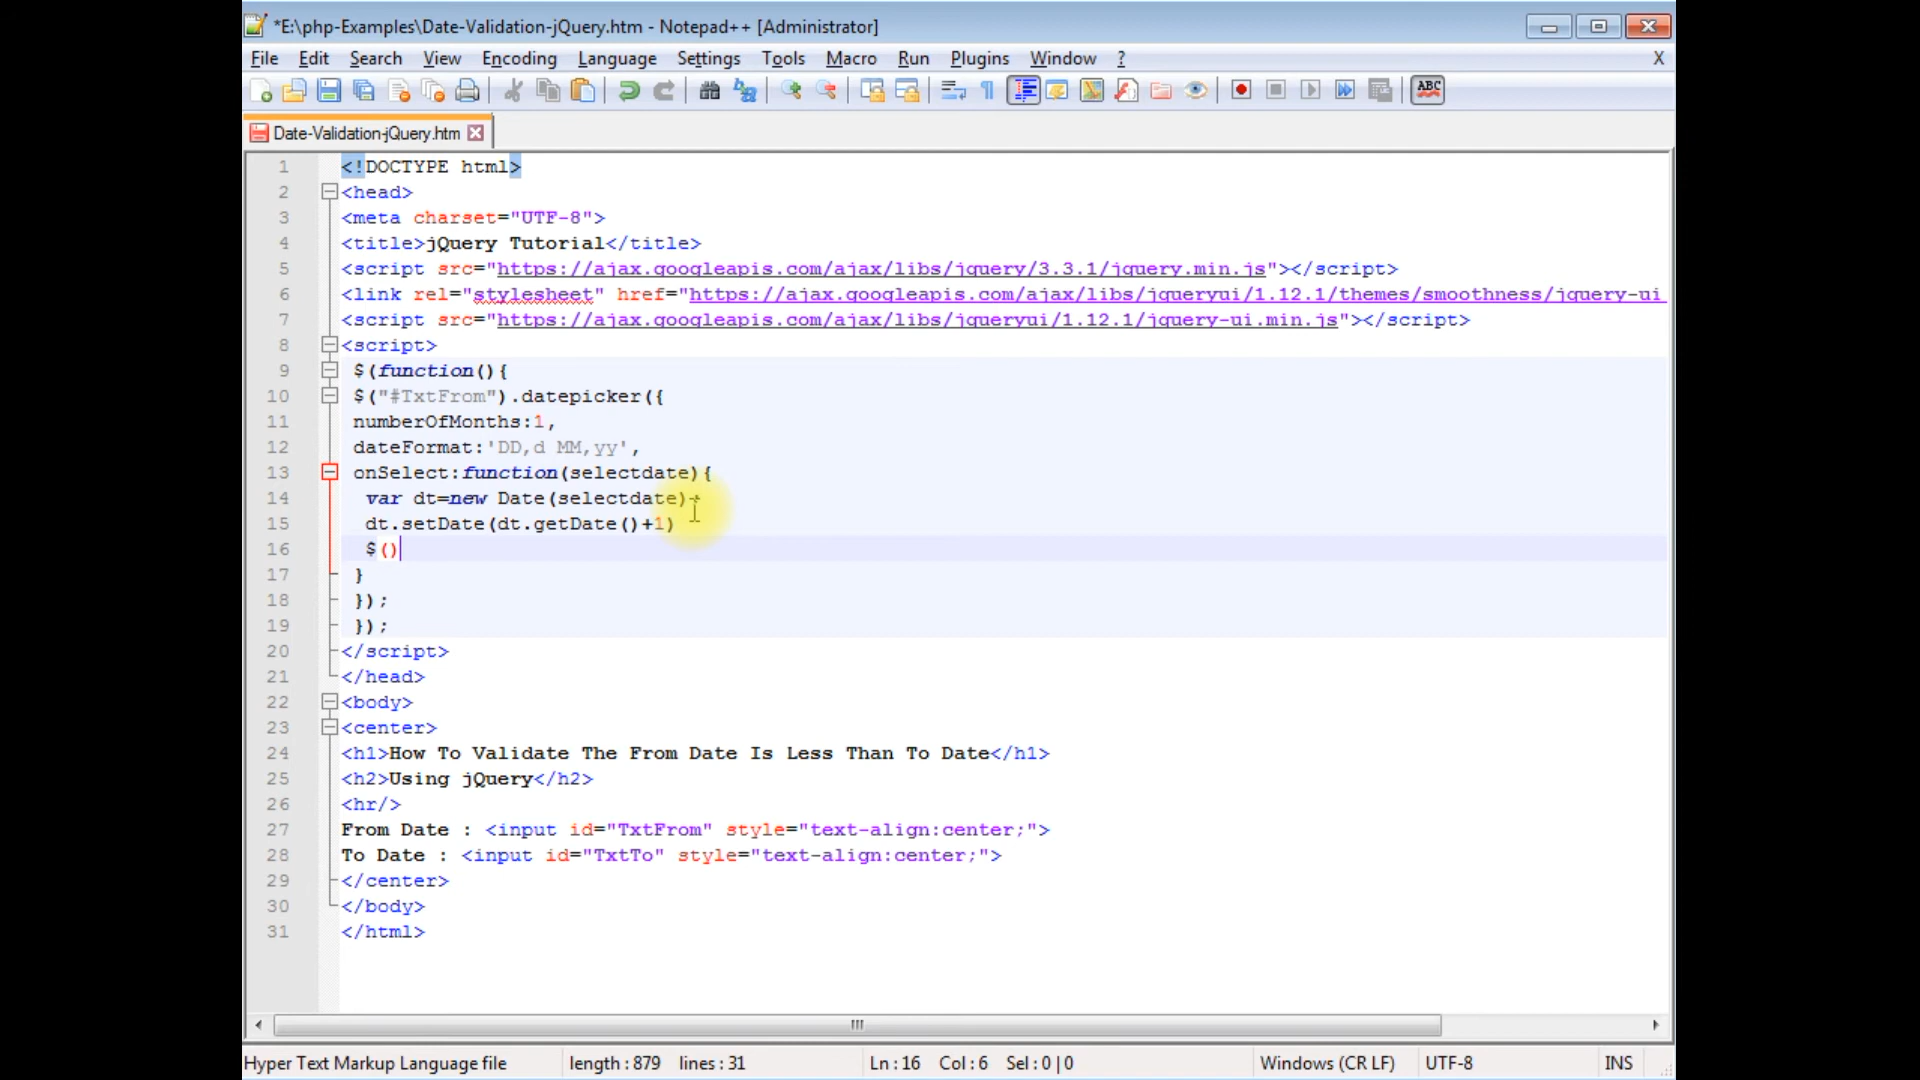 *E:\php-Examples\Date-Validation-jQuery.htm - Notepad++ [Administrator]
File Edit Search View Encoding Language Settings Tools Macro Run Plugins Window ? X
ABC
Date-Validation-jQuery.htm
1 <!DOCTYPE html>
2 <head>
3 <meta charset="UTF-8">
4 <title>jQuery Tutorial</title>
5 <script src="https://ajax.googleapis.com/ajax/libs/jquery/3.3.1/jquery.min.js"></script>
6 <link rel="stylesheet" href="https://ajax.googleapis.com/ajax/libs/jqueryui/1.12.1/themes/smoothness/jquery-ui
7 <script src="https://ajax.googleapis.com/ajax/libs/jqueryui/1.12.1/jquery-ui.min.js"></script>
8 <script>
9 $(function(){
10 $("#TxtFrom").datepicker({
11 numberOfMonths:1,
12 dateFormat:'DD,d MM,yy',
13 onSelect:function(selectdate){
14 var dt=new Date(selectdate);
15 dt.setDate(dt.getDate()+1)
16 $()
17 }
18 });
19 });
20 </script>
21 </head>
22 <body>
23 <center>
24 <h1>How To Validate The From Date Is Less Than To Date</h1>
25 <h2>Using jQuery</h2>
26 <hr/>
27 From Date : <input id="TxtFrom" style="text-align:center;">
28 To Date : <input id="TxtTo" style="text-align:center;">
29 </center>
30 </body>
31 </html>
Hyper Text Markup Language file length : 879 lines : 31 Ln : 16 Col : 6 Sel : 0 | 0 Windows (CR LF) UTF-8 INS